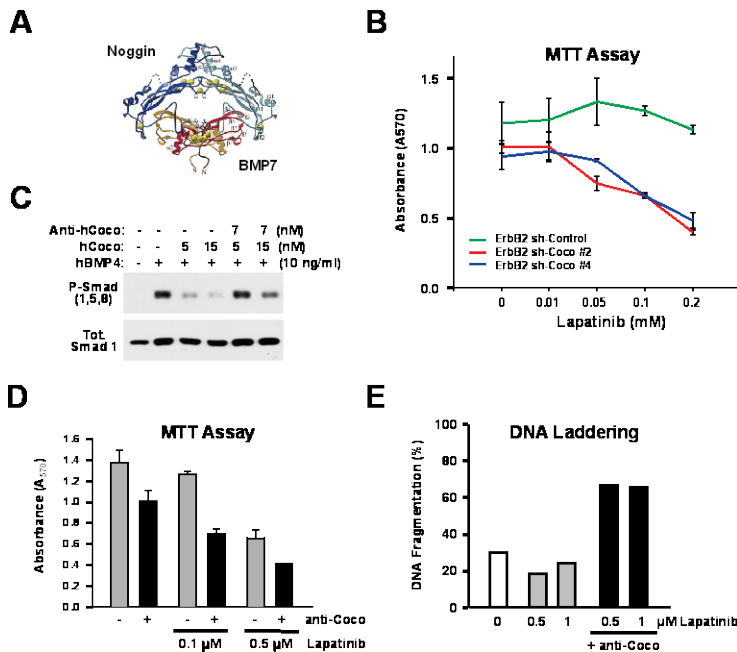 A
Noggin
BMP7
B
MTT Assay
Absorbance (A570)
1.5
1.0
0.5
0.0
ErbB2 sh-Control
ErbB2 sh-Coco #2
ErbB2 sh-Coco #4
0 0.01 0.05 0.1 0.2
Lapatinib (mM)
C
Anti-hCoco: - - - - 7 7 (nM)
hCoco: - - 5 15 5 15 (nM)
hBMP4: - + + + + + (10 ng/ml)
P-Smad
(1,5,8)
Tot.
Smad 1
D
MTT Assay
Absorbance (A570)
1.6
1.4
1.2
1.0
0.8
0.6
0.4
0.2
0.0
- + - + - + anti-Coco
0.1 µM 0.5 µM Lapatinib
E
DNA Laddering
DNA Fragmentation (%)
100
80
60
40
20
0
0 0.5 1 0.5 1 µM Lapatinib
+ anti-Coco